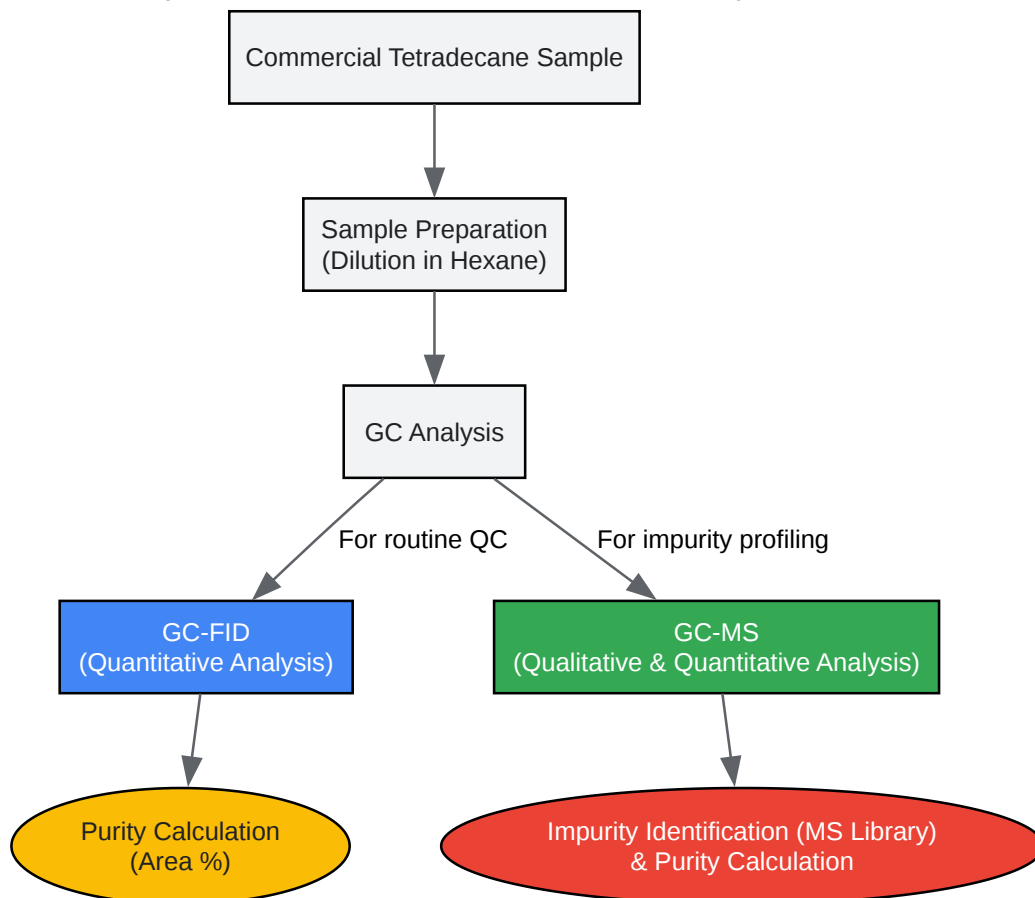 Commercial Tetradecane Sample
Sample Preparation
(Dilution in Hexane)
GC Analysis
For routine QC
For impurity profiling
GC-FID
(Quantitative Analysis)
GC-MS
(Qualitative & Quantitative Analysis)
Purity Calculation
(Area %)
Impurity Identification (MS Library)
& Purity Calculation